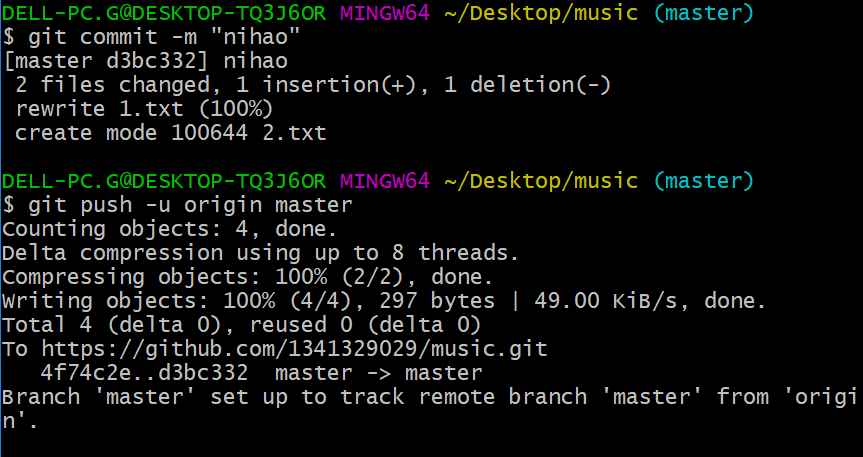 DELL-PC.G@DESKTOP-TQ3J6OR MINGW64 ~/Desktop/music (master)
$ git commit -m "nihao"
[master d3bc332] nihao
 2 files changed, 1 insertion(+), 1 deletion(-)
 rewrite 1.txt (100%)
 create mode 100644 2.txt

DELL-PC.G@DESKTOP-TQ3J6OR MINGW64 ~/Desktop/music (master)
$ git push -u origin master
Counting objects: 4, done.
Delta compression using up to 8 threads.
Compressing objects: 100% (2/2), done.
Writing objects: 100% (4/4), 297 bytes | 49.00 KiB/s, done.
Total 4 (delta 0), reused 0 (delta 0)
To https://github.com/1341329029/music.git
   4f74c2e..d3bc332  master -> master
Branch 'master' set up to track remote branch 'master' from 'origi
n'.